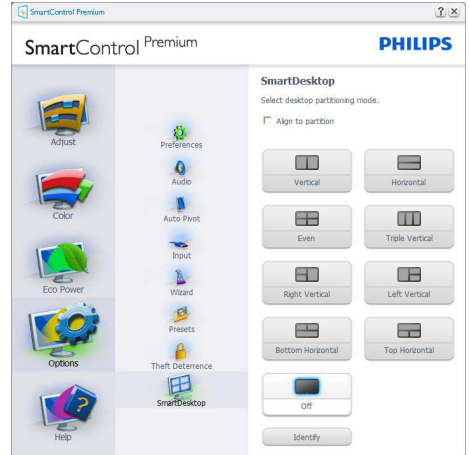 SmartControl Premium
SmartControl Premium
PHILIPS
Adjust
Color
Eco Power
Options
Help
Preferences
Audio
Auto Pivot
Input
Wizard
Presets
Theft Deterrence
SmartDesktop
SmartDesktop
Select desktop partitioning mode.
Align to partition
Vertical
Horizontal
Even
Triple Vertical
Right Vertical
Left Vertical
Bottom Horizontal
Top Horizontal
Off
Identify